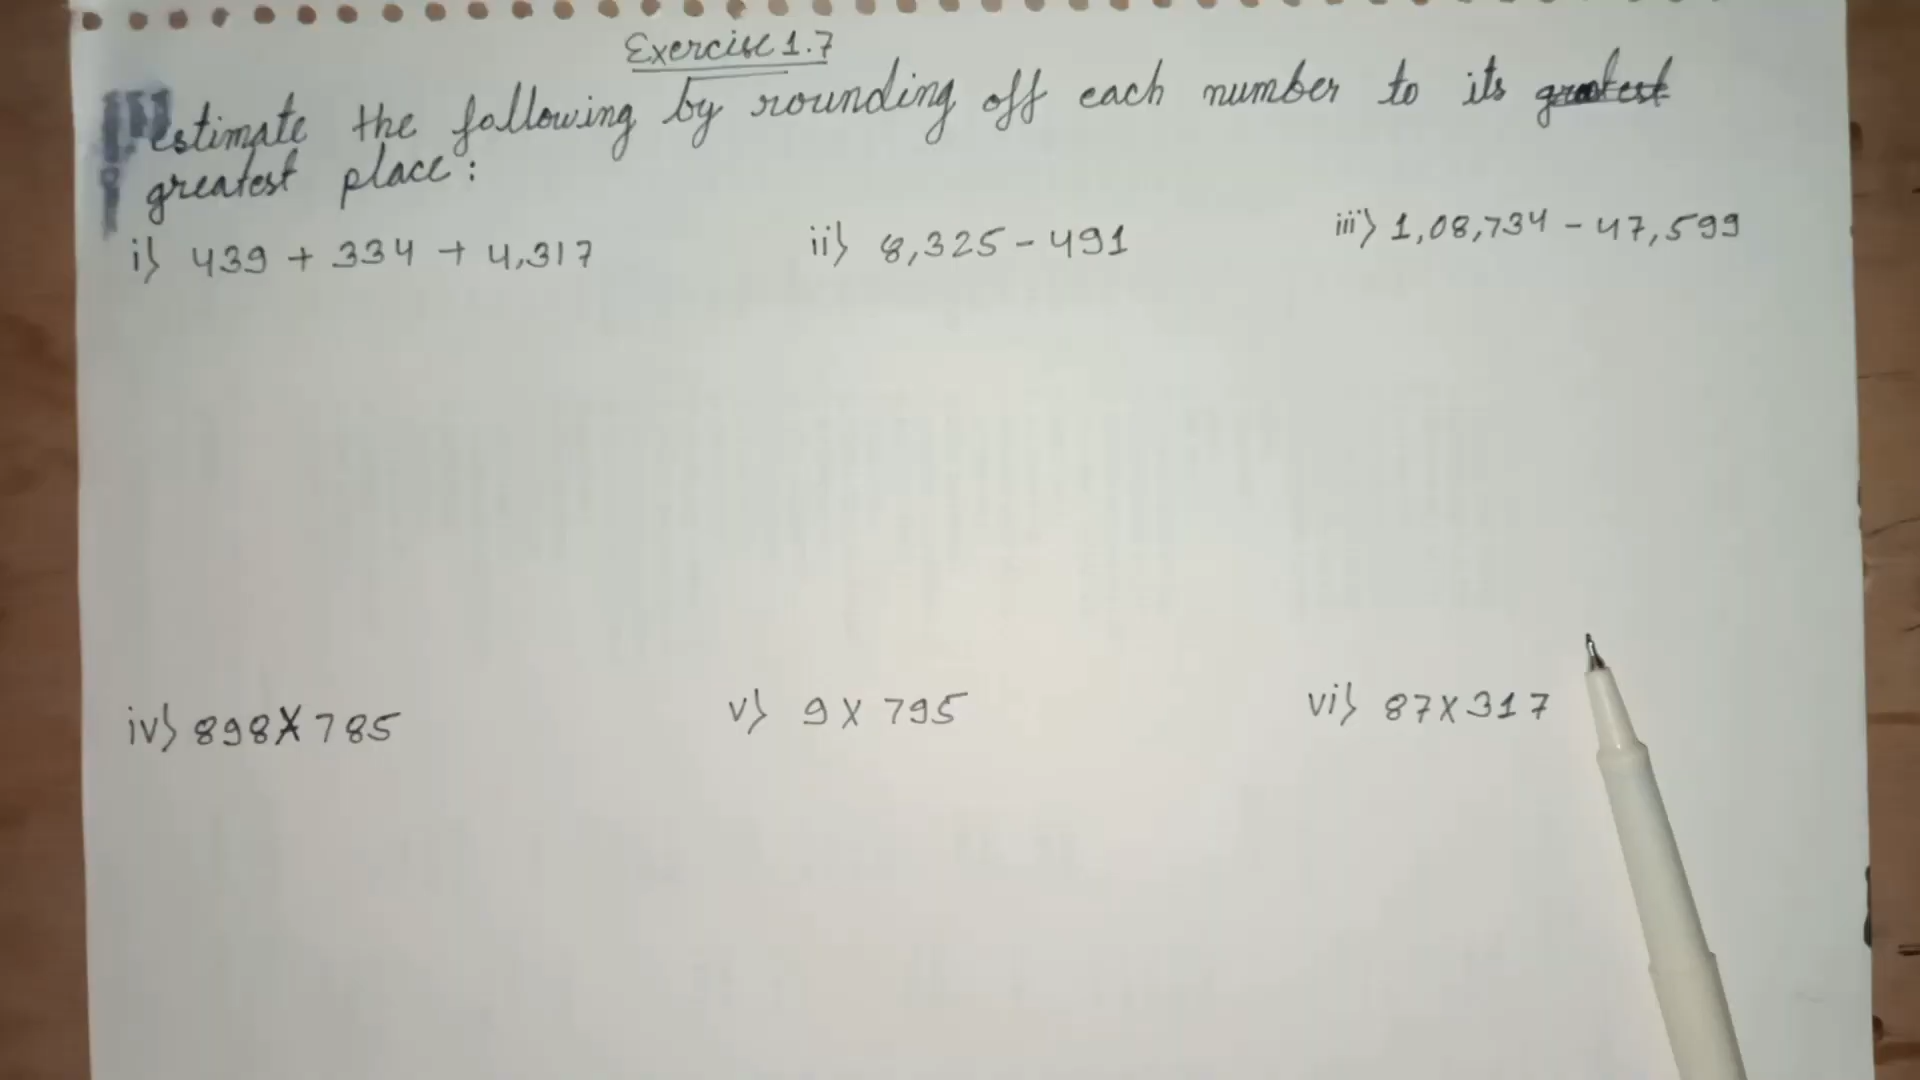 Exercise 1.7
estimate the following by rounding off each number to its greatest
greatest place:
i) 439 + 334 + 4,317 ii) 8,325 - 491 iii) 1,08,734 - 47,599
iv) 898 X 785 v) 9 X 795 vi) 87 X 317